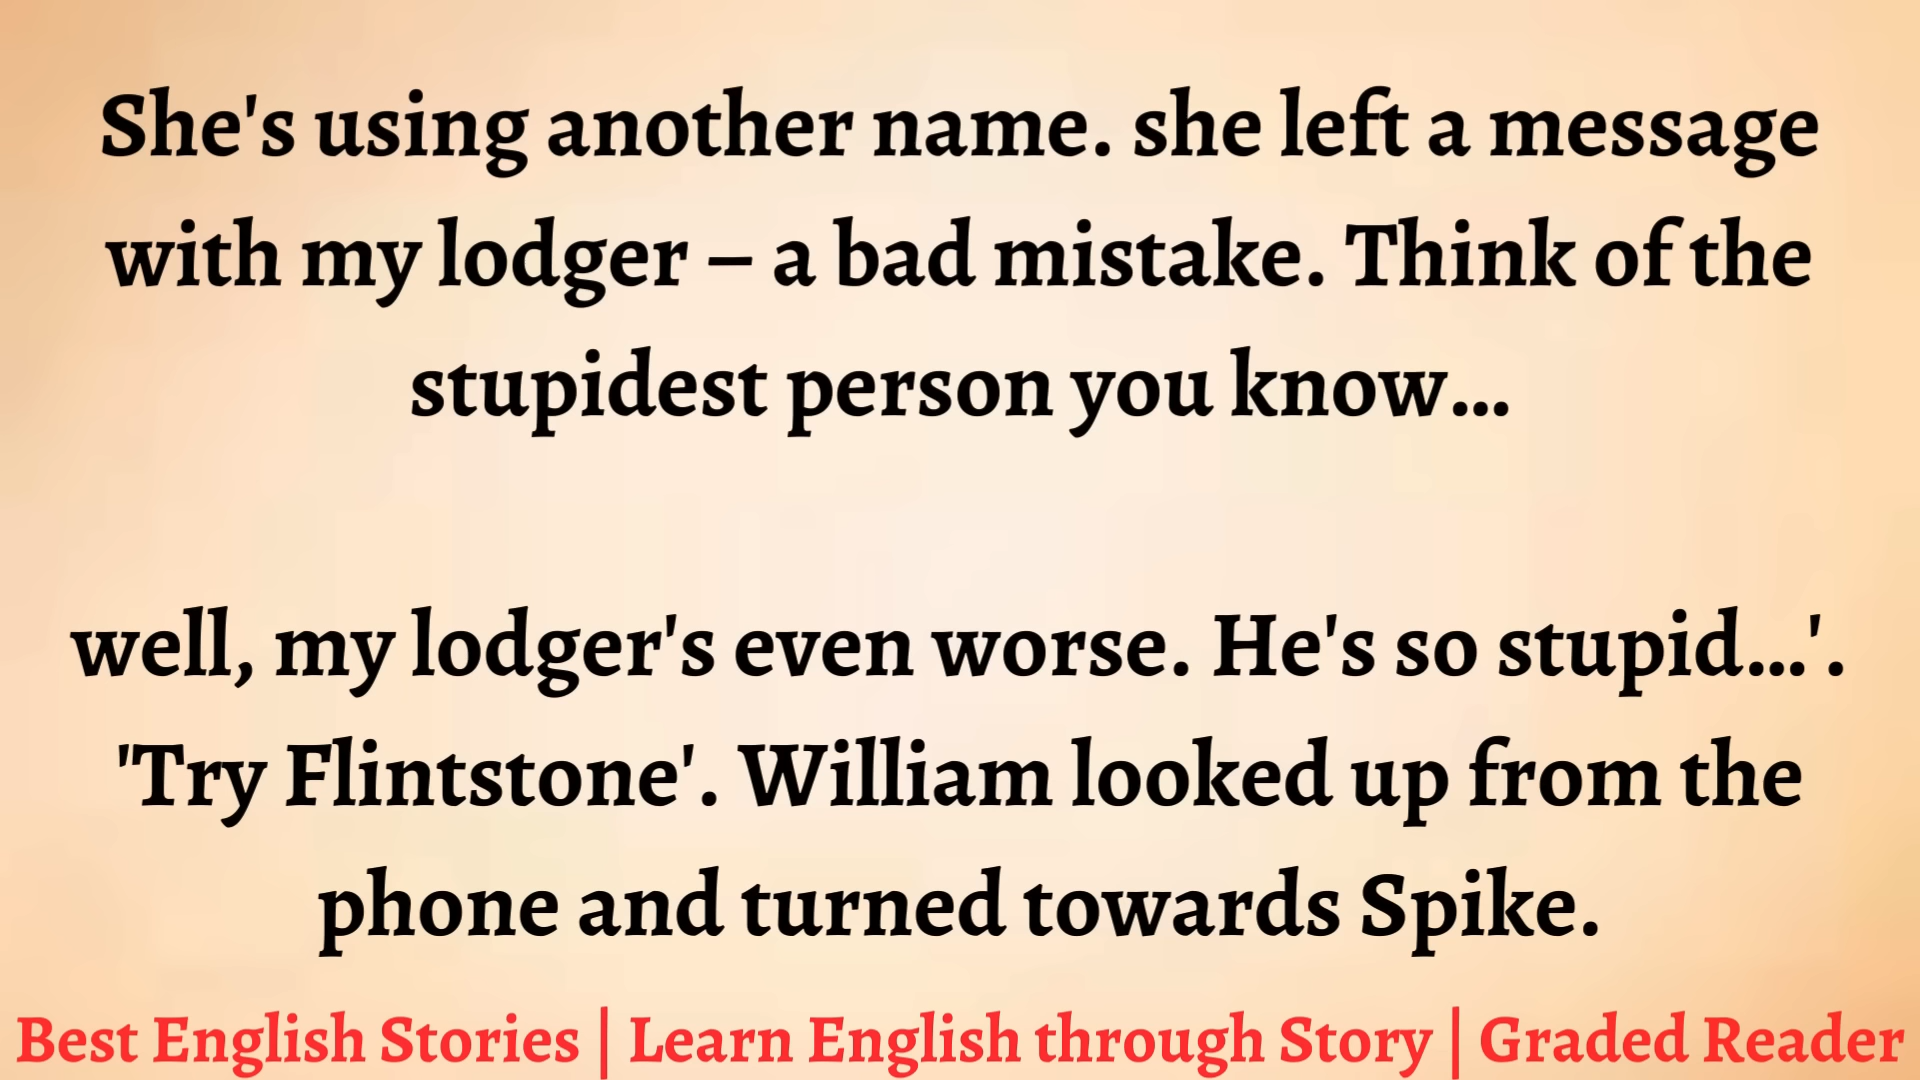 She's using another name. she left a message
with my lodger – a bad mistake. Think of the
stupidest person you know...
well, my lodger's even worse. He's so stupid...'.
'Try Flintstone'. William looked up from the
phone and turned towards Spike.
Best English Stories | Learn English through Story | Graded Reader